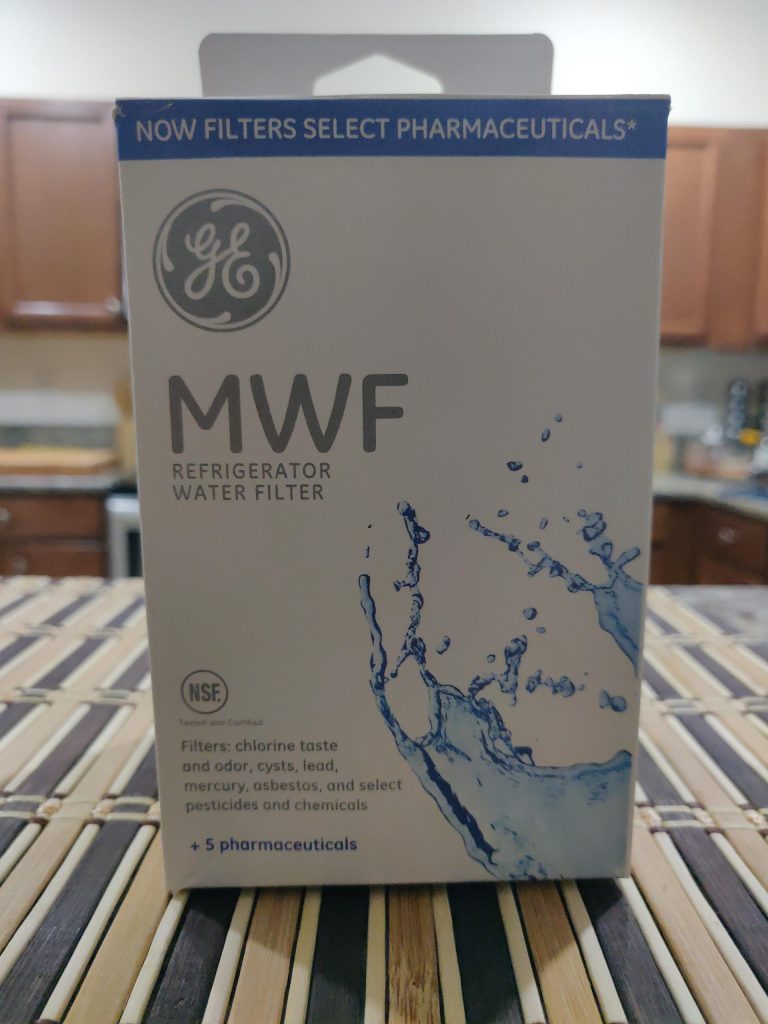 NOW FILTERS SELECT PHARMACEUTICALS*
GE
MWF
REFRIGERATOR
WATER FILTER
NSF.
Tested and Certified
Filters: chlorine taste
and odor, cysts, lead,
mercury, asbestos, and select
pesticides and chemicals
+ 5 pharmaceuticals